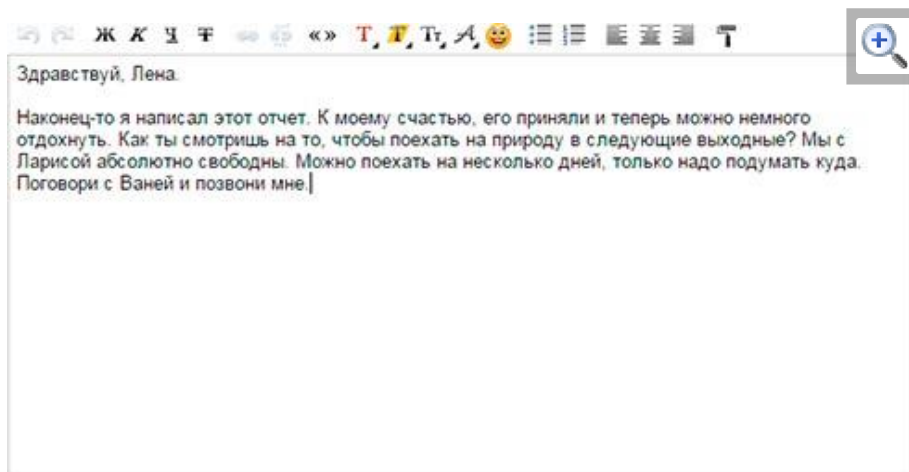 Ж К Ч Т «» T T Тт A
Здравствуй, Лена.
Наконец-то я написал этот отчет. К моему счастью, его приняли и теперь можно немного
отдохнуть. Как ты смотришь на то, чтобы поехать на природу в следующие выходные? Мы с
Ларисой абсолютно свободны. Можно поехать на несколько дней, только надо подумать куда.
Поговори с Ваней и позвони мне.